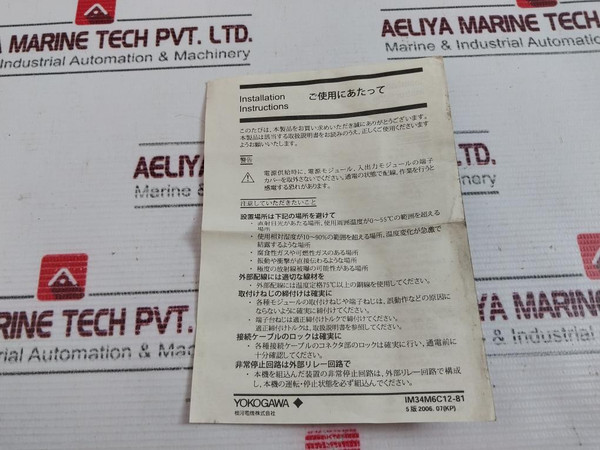 AELIYA MARINE TECH PVT. LTD.
Marine & Industrial Automation & Machinery
AELIYA MARINE
Marine & Industrial Au
AELIYA MARINE
Marine & Industrial
TECH PVT. LTD.
Automation & Machinery
INE TECH PVT.
ndustrial Automation &
AELIYA MARINE TEC
Marine & Industrial Automa
Installation
Instructions
ご使用にあたって
このたびは、本製品をお買い求めいただき誠にありがとうございます。
本製品は該当する取扱説明書をお読みのうえ、正しくご使用くださいます
ようお願いいたします。
警告
電源供給時に、電源モジュール、入出力モジュールの端子
カバーを取外さないでください。通電の状態で配線、作業を行うと
感電する恐れがあります。
注意していただきたいこと
設置場所は下記の場所を避けて
・直射日光があたる場所、使用周囲温度が0~55℃の範囲を超える
場所
・使用相対湿度が10~90%の範囲を超える場所、温度変化が急激で
結露するような場所
・腐食性ガスや可燃性ガスのある場所
・振動や衝撃が直接伝わるような場所
・極度の放射線被曝の可能性がある場所
外部配線には適切な線材を
・外部配線には温度定格75℃以上の銅線を使用してください。
取付けねじの締付けは確実に
・各種モジュールの取付けねじや端子ねじは、誤動作などの原因に
ならないように確実に締付けてください。
・端子台ねじは適正締付けトルクで締付けてください。
適正締付けトルクは、取扱説明書を参照してください。
接続ケーブルのロックは確実に
・各種接続ケーブルのコネクタ部のロックは確実に行い、通電前に
十分確認してください。
非常停止回路は外部リレー回路で
・本機を組込んだ装置の非常停止回路は、外部リレー回路で構成
し、本機の運転・停止状態を必ず組込んでください。
YOKOGAWA
横河電機株式会社
IM34M6C12-81
5版 2006. 07(KP)